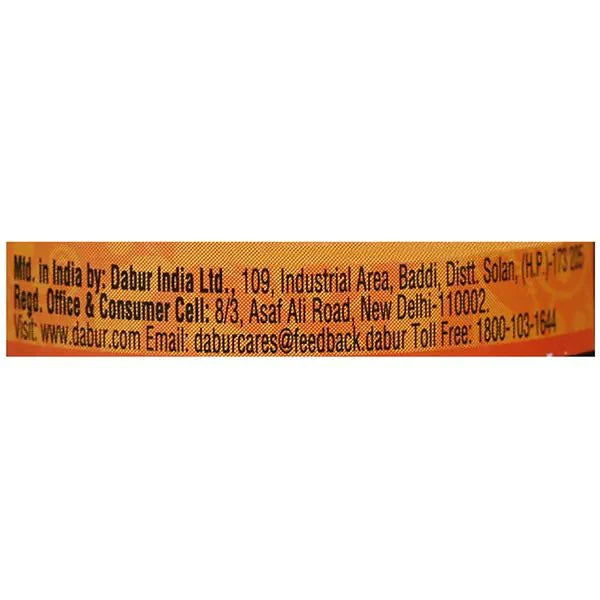 Mfd. in India by: Dabur India Ltd., 109, Industrial Area, Baddi, Distt. Solan, (H.P.)-173 205
Regd. Office & Consumer Cell: 8/3, Asaf Ali Road, New Delhi-110002.
Visit: www.dabur.com Email: daburcares@feedback.dabur Toll Free: 1800-103-1644